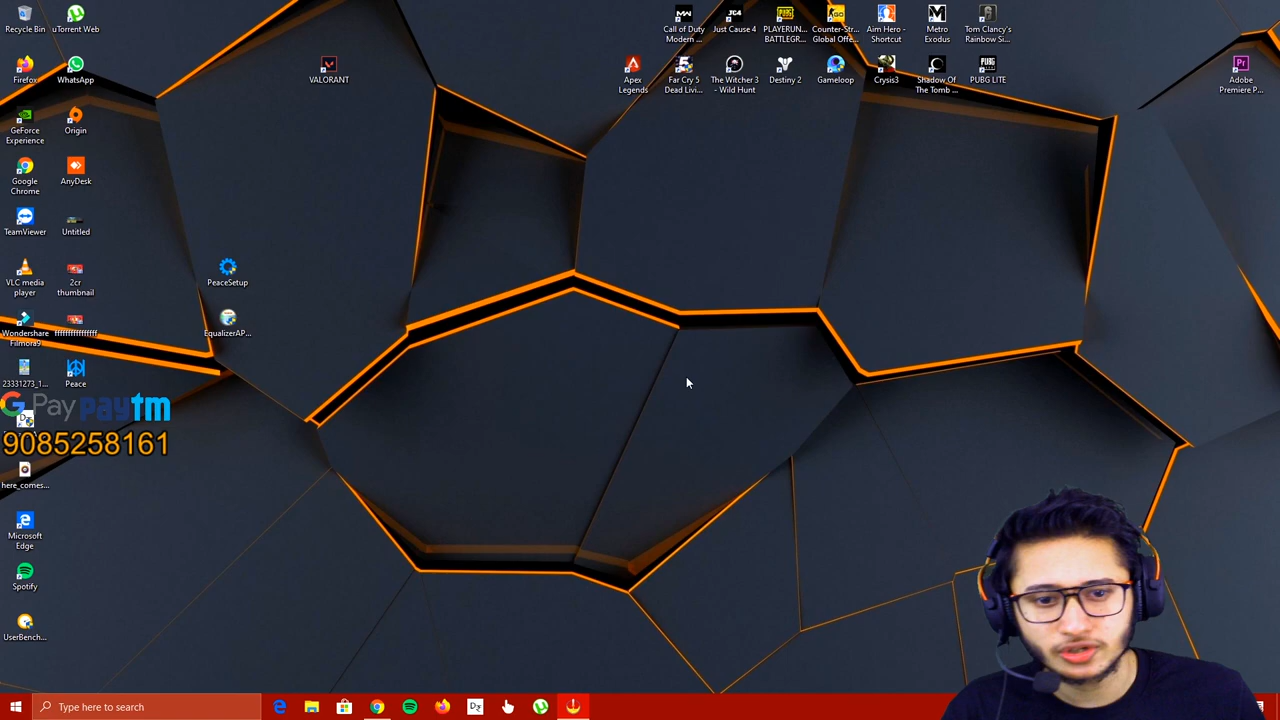 Recycle Bin
uTorrent Web
Call of Duty Modern ...
Just Cause 4
PLAYERUN... BATTLEGR...
Counter-Str... Global Offe...
Aim Hero - Shortcut
Metro Exodus
Tom Clancy's Rainbow Si...
Firefox
WhatsApp
VALORANT
Apex Legends
Far Cry 5 Dead Livi...
The Witcher 3 - Wild Hunt
Destiny 2
Gameloop
Crysis3
Shadow Of The Tomb ...
PUBG LITE
Adobe Premiere P...
GeForce Experience
Origin
Google Chrome
AnyDesk
TeamViewer
Untitled
VLC media player
2cr thumbnail
PeaceSetup
Wondershare Filmora9
EqualizerAP...
23331273_1...
Peace
G Pay paytm
9085258161
here_comes...
Microsoft Edge
Spotify
UserBench...
Type here to search